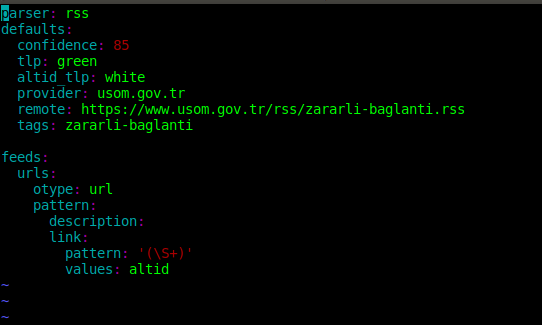 parser: rss
defaults:
  confidence: 85
  tlp: green
  altid_tlp: white
  provider: usom.gov.tr
  remote: https://www.usom.gov.tr/rss/zararli-baglanti.rss
  tags: zararli-baglanti

feeds:
  urls:
    otype: url
    pattern:
      description:
      link:
        pattern: '(\S+)'
        values: altid
~
~
~